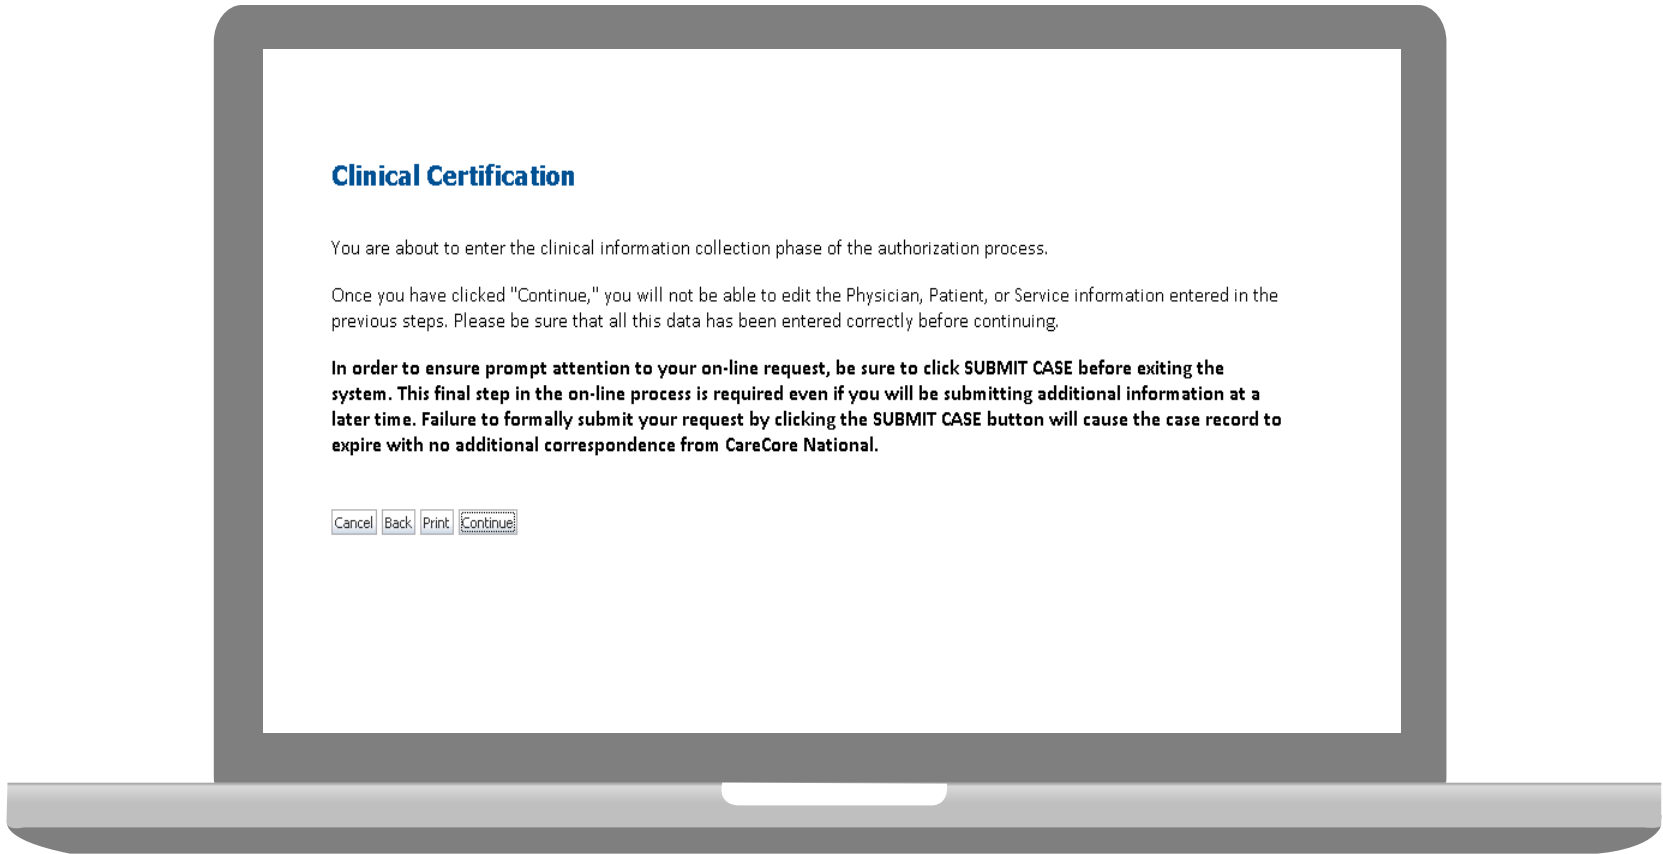 Clinical Certification
You are about to enter the clinical information collection phase of the authorization process.
Once you have clicked "Continue," you will not be able to edit the Physician, Patient, or Service information entered in the
previous steps. Please be sure that all this data has been entered correctly before continuing.
In order to ensure prompt attention to your on-line request, be sure to click SUBMIT CASE before exiting the
system. This final step in the on-line process is required even if you will be submitting additional information at a
later time. Failure to formally submit your request by clicking the SUBMIT CASE button will cause the case record to
expire with no additional correspondence from CareCore National.
Cancel Back Print Continue